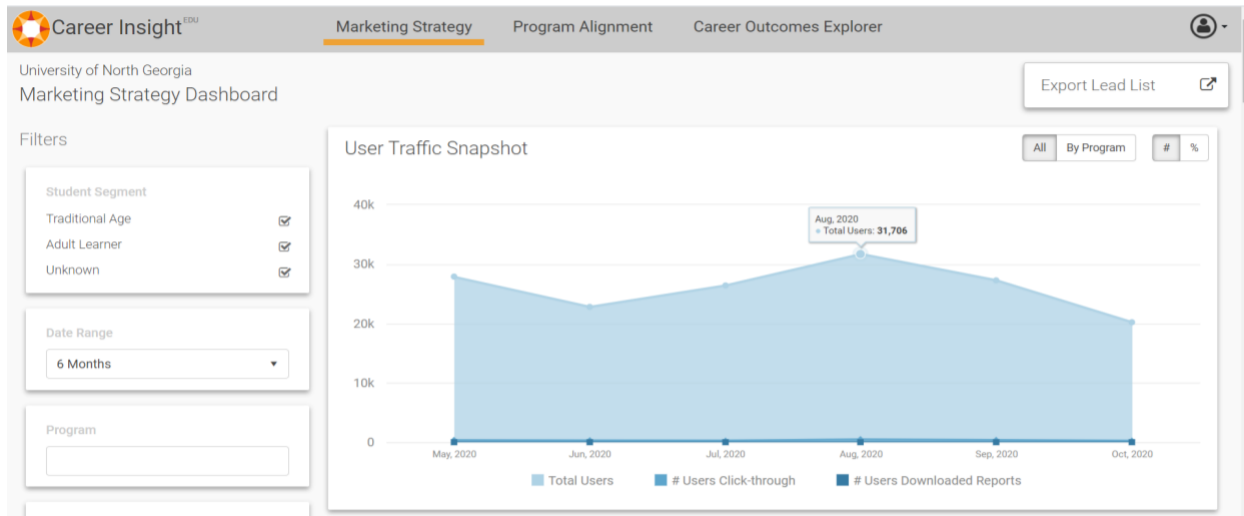 Career Insight EDU
Marketing Strategy Program Alignment Career Outcomes Explorer
University of North Georgia
Marketing Strategy Dashboard
Export Lead List
Filters
Student Segment
Traditional Age
Adult Learner
Unknown
Date Range
6 Months
Program
User Traffic Snapshot
All By Program # %
40k
30k
20k
10k
0
Aug, 2020
Total Users: 31,706
May, 2020 Jun, 2020 Jul, 2020 Aug, 2020 Sep, 2020 Oct, 2020
Total Users # Users Click-through # Users Downloaded Reports